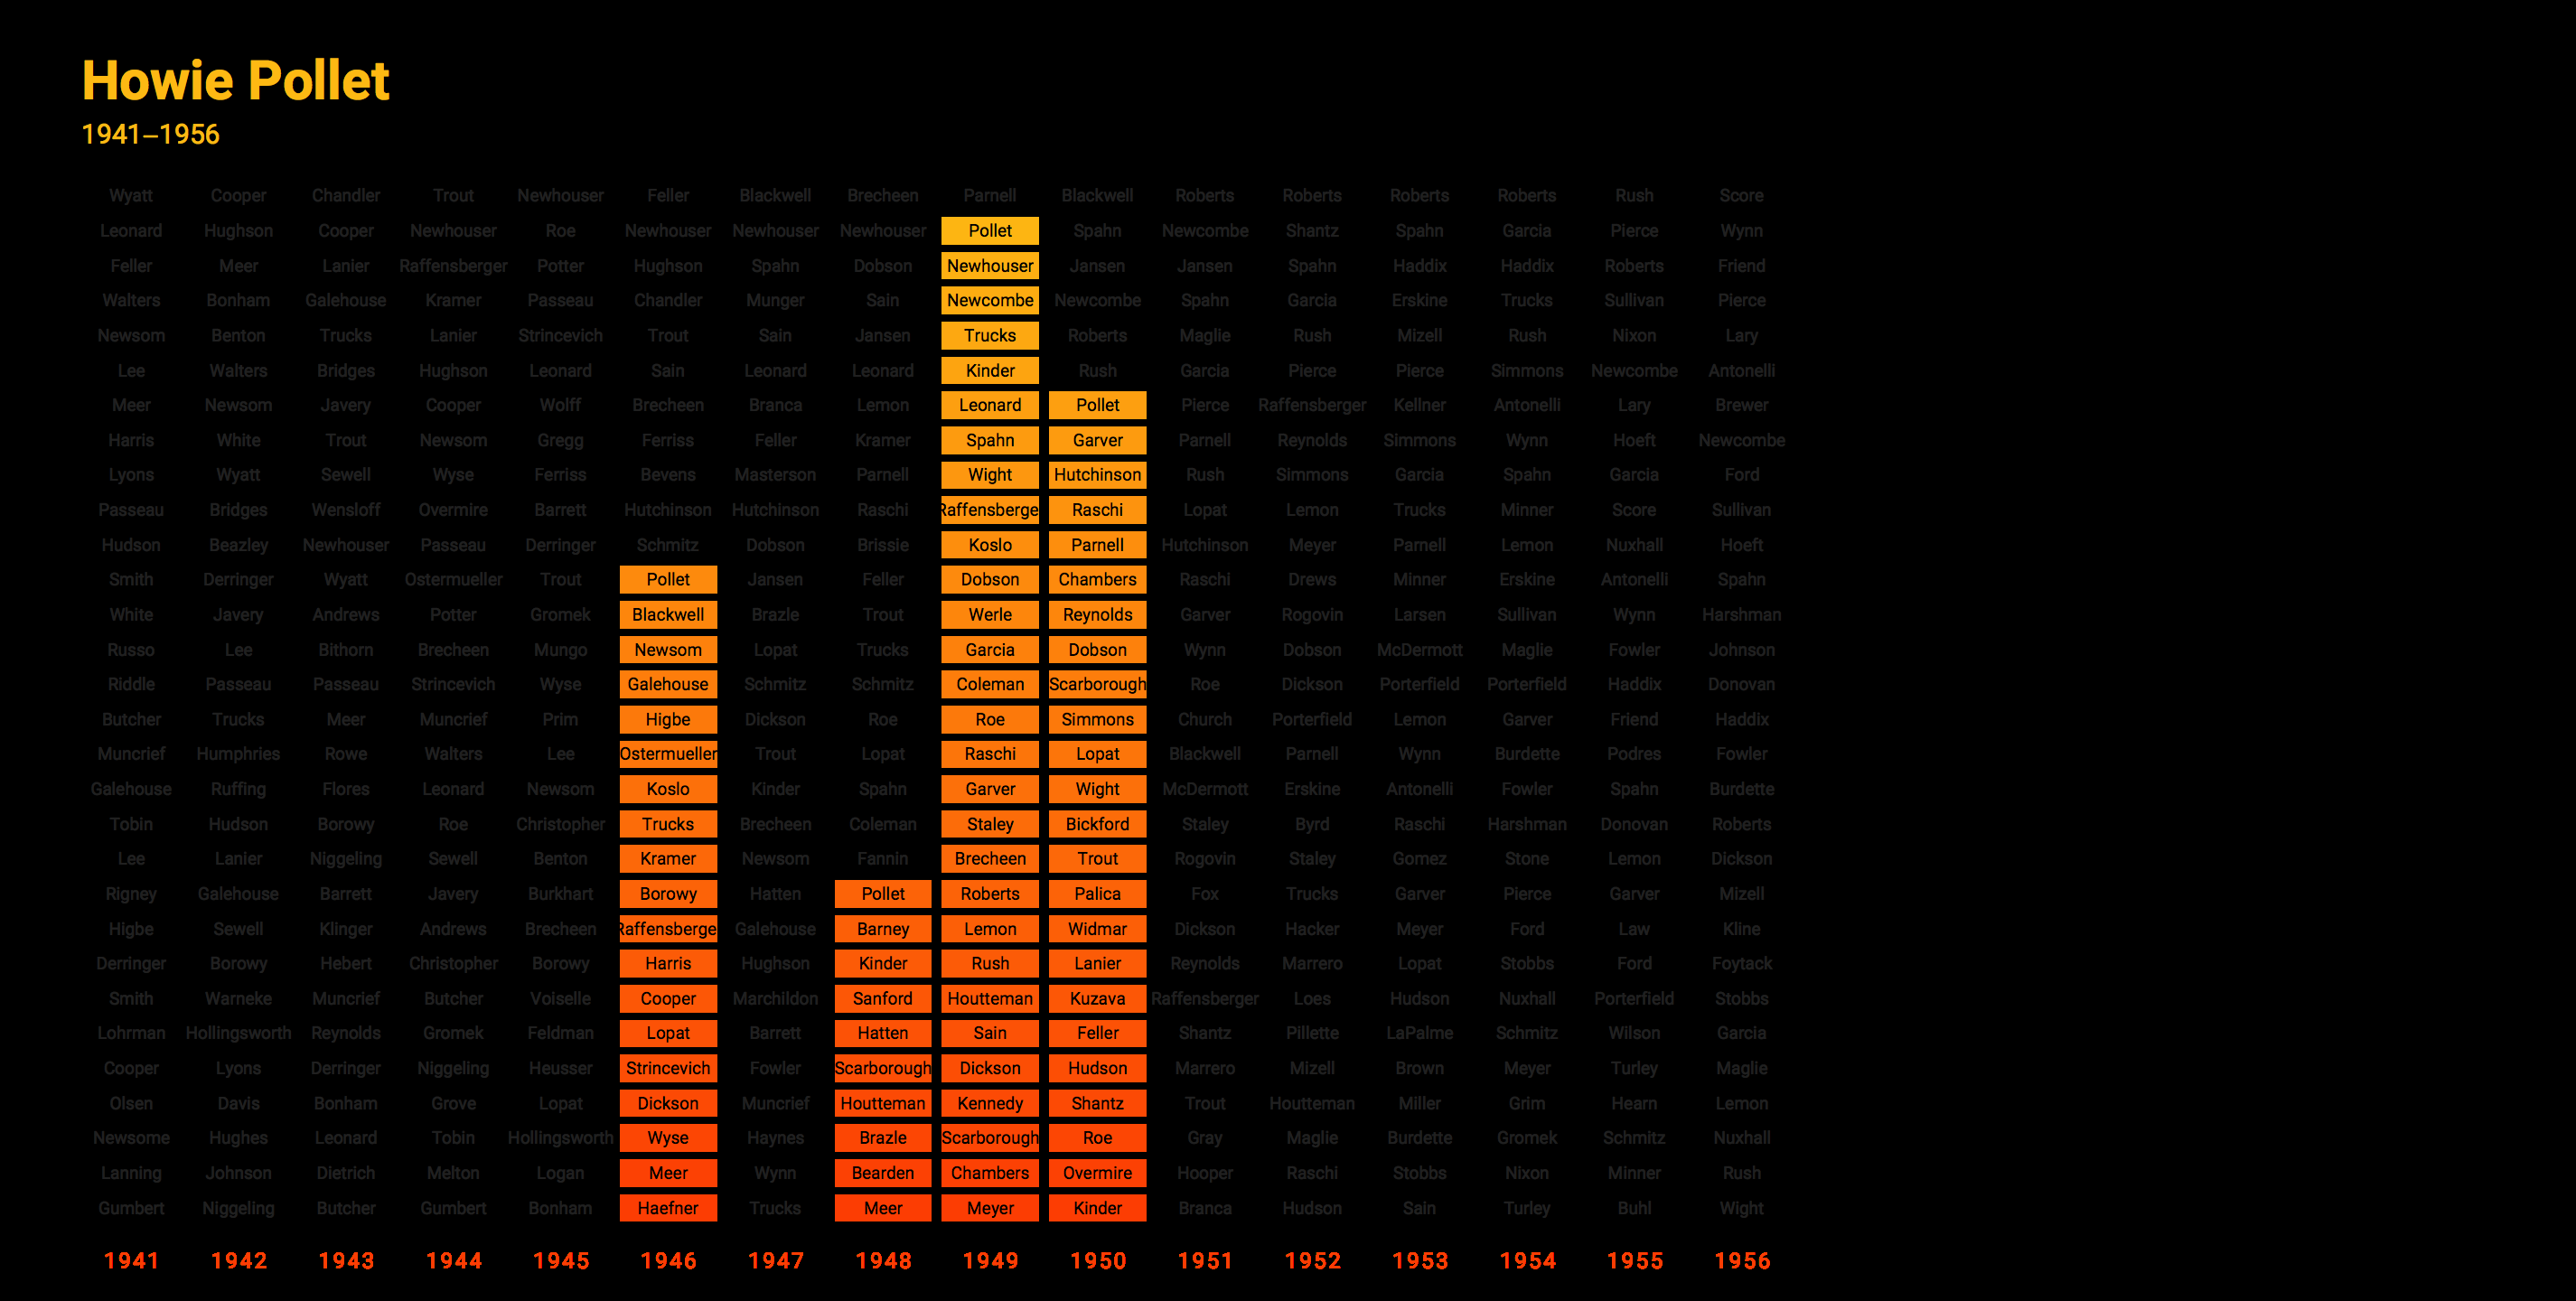 Howie Pollet
1941–1956
Wyatt Cooper Chandler Trout Newhouser Feller Blackwell Brecheen Parnell Blackwell Roberts Roberts Roberts Roberts Rush Score
Leonard Hughson Cooper Newhouser Roe Newhouser Newhouser Newhouser Pollet Spahn Newcombe Shantz Spahn Garcia Pierce Wynn
Feller Meer Lanier Raffensberger Potter Hughson Spahn Dobson Newhouser Jansen Jansen Spahn Haddix Haddix Roberts Friend
Walters Bonham Galehouse Kramer Passeau Chandler Munger Sain Newcombe Newcombe Spahn Garcia Erskine Trucks Sullivan Pierce
Newsom Benton Trucks Lanier Strincevich Trout Sain Jansen Trucks Roberts Maglie Rush Mizell Rush Nixon Lary
Lee Walters Bridges Hughson Leonard Sain Leonard Leonard Kinder Rush Garcia Pierce Pierce Simmons Newcombe Antonelli
Meer Newsom Javery Cooper Wolff Brecheen Branca Lemon Leonard Pollet Pierce Raffensberger Kellner Antonelli Lary Brewer
Harris White Trout Newsom Gregg Ferriss Feller Kramer Spahn Garver Parnell Reynolds Simmons Wynn Hoeft Newcombe
Lyons Wyatt Sewell Wyse Ferriss Bevens Masterson Parnell Wight Hutchinson Rush Simmons Garcia Spahn Garcia Ford
Passeau Bridges Wensloff Overmire Barrett Hutchinson Hutchinson Raschi Raffensberge Raschi Lopat Lemon Trucks Minner Score Sullivan
Hudson Beazley Newhouser Passeau Derringer Schmitz Dobson Brissie Koslo Parnell Hutchinson Meyer Parnell Lemon Nuxhall Hoeft
Smith Derringer Wyatt Ostermueller Trout Pollet Jansen Feller Dobson Chambers Raschi Drews Minner Erskine Antonelli Spahn
White Javery Andrews Potter Gromek Blackwell Brazle Trout Werle Reynolds Garver Rogovin Larsen Sullivan Wynn Harshman
Russo Lee Bithorn Brecheen Mungo Newsom Lopat Trucks Garcia Dobson Wynn Dobson McDermott Maglie Fowler Johnson
Riddle Passeau Passeau Strincevich Wyse Galehouse Schmitz Schmitz Coleman Scarborough Roe Dickson Porterfield Porterfield Haddix Donovan
Butcher Trucks Meer Muncrief Prim Higbe Dickson Roe Roe Simmons Church Porterfield Lemon Garver Friend Haddix
Muncrief Humphries Rowe Walters Lee Ostermueller Trout Lopat Raschi Lopat Blackwell Parnell Wynn Burdette Podres Fowler
Galehouse Ruffing Flores Leonard Newsom Koslo Kinder Spahn Garver Wight McDermott Erskine Antonelli Fowler Spahn Burdette
Tobin Hudson Borowy Roe Christopher Trucks Brecheen Coleman Staley Bickford Staley Byrd Raschi Harshman Donovan Roberts
Lee Lanier Niggeling Sewell Benton Kramer Newsom Fannin Brecheen Trout Rogovin Staley Gomez Stone Lemon Dickson
Rigney Galehouse Barrett Javery Burkhart Borowy Hatten Pollet Roberts Palica Fox Trucks Garver Pierce Garver Mizell
Higbe Sewell Klinger Andrews Brecheen Raffensberge Galehouse Barney Lemon Widmar Dickson Hacker Meyer Ford Law Kline
Derringer Borowy Hebert Christopher Borowy Harris Hughson Kinder Rush Lanier Reynolds Marrero Lopat Stobbs Ford Foytack
Smith Warneke Muncrief Butcher Voiselle Cooper Marchildon Sanford Houtteman Kuzava Raffensberger Loes Hudson Nuxhall Porterfield Stobbs
Lohrman Hollingsworth Reynolds Gromek Feldman Lopat Barrett Hatten Sain Feller Shantz Pillette LaPalme Schmitz Wilson Garcia
Cooper Lyons Derringer Niggeling Heusser Strincevich Fowler Scarborough Dickson Hudson Marrero Mizell Brown Meyer Turley Maglie
Olsen Davis Bonham Grove Lopat Dickson Muncrief Houtteman Kennedy Shantz Trout Houtteman Miller Grim Hearn Lemon
Newsome Hughes Leonard Tobin Hollingsworth Wyse Haynes Brazle Scarborough Roe Gray Maglie Burdette Gromek Schmitz Nuxhall
Lanning Johnson Dietrich Melton Logan Meer Wynn Bearden Chambers Overmire Hooper Raschi Stobbs Nixon Minner Rush
Gumbert Niggeling Butcher Gumbert Bonham Haefner Trucks Meer Meyer Kinder Branca Hudson Sain Turley Buhl Wight
1941 1942 1943 1944 1945 1946 1947 1948 1949 1950 1951 1952 1953 1954 1955 1956